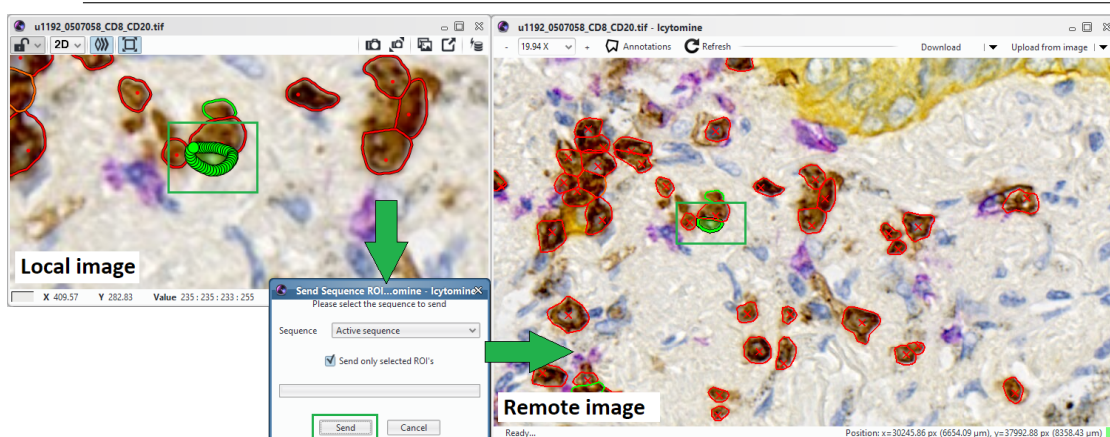 u1192_0507058_CD8_CD20.tif
2D
Local image
X 409.57 Y 282.83 Value 235 : 235 : 233 : 255
Send Sequence ROI...omine - Icytomine
Please select the sequence to send
Sequence Active sequence
Send only selected ROI's
Send Cancel
u1192_0507058_CD8_CD20.tif - Icytomine
- 19.94 X + Annotations Refresh Download Upload from image
Remote image
Ready... Position: x=30245.86 px (6654.09 µm), y=37992.88 px (8358.43 µm)